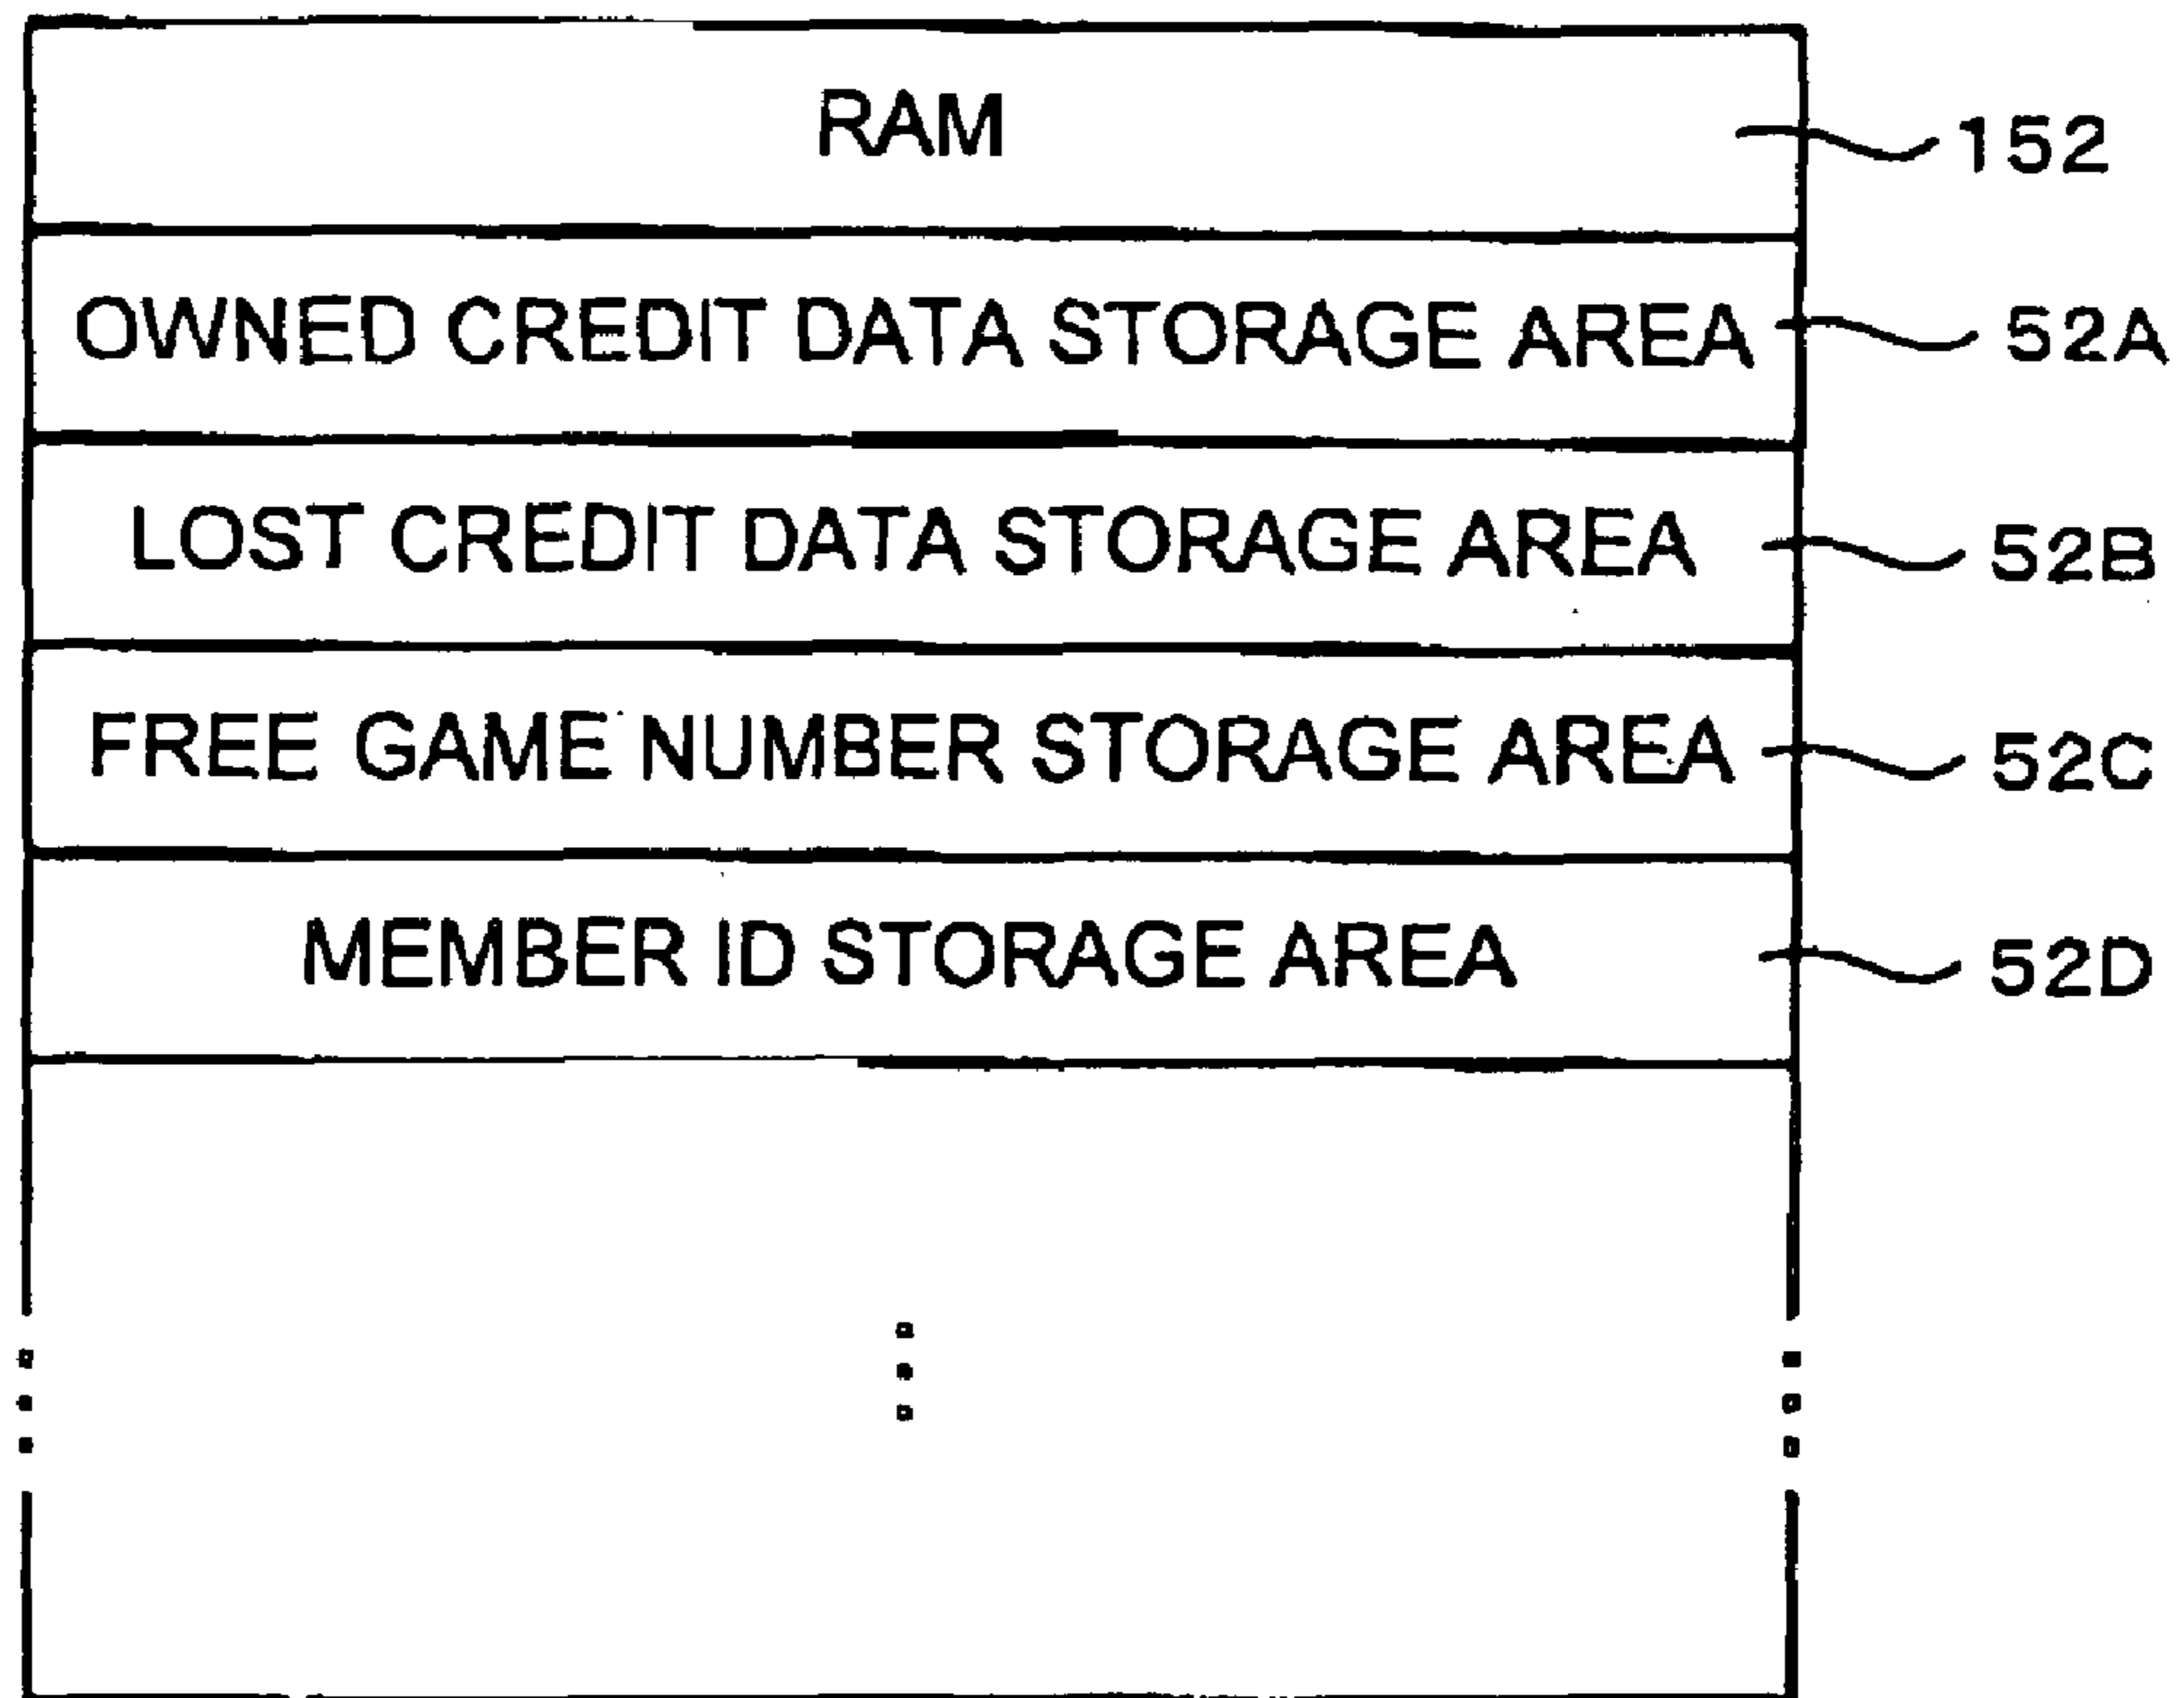 RAM 152
OWNED CREDIT DATA STORAGE AREA 52A
LOST CREDIT DATA STORAGE AREA 52B
FREE GAME NUMBER STORAGE AREA 52C
MEMBER ID STORAGE AREA 52D